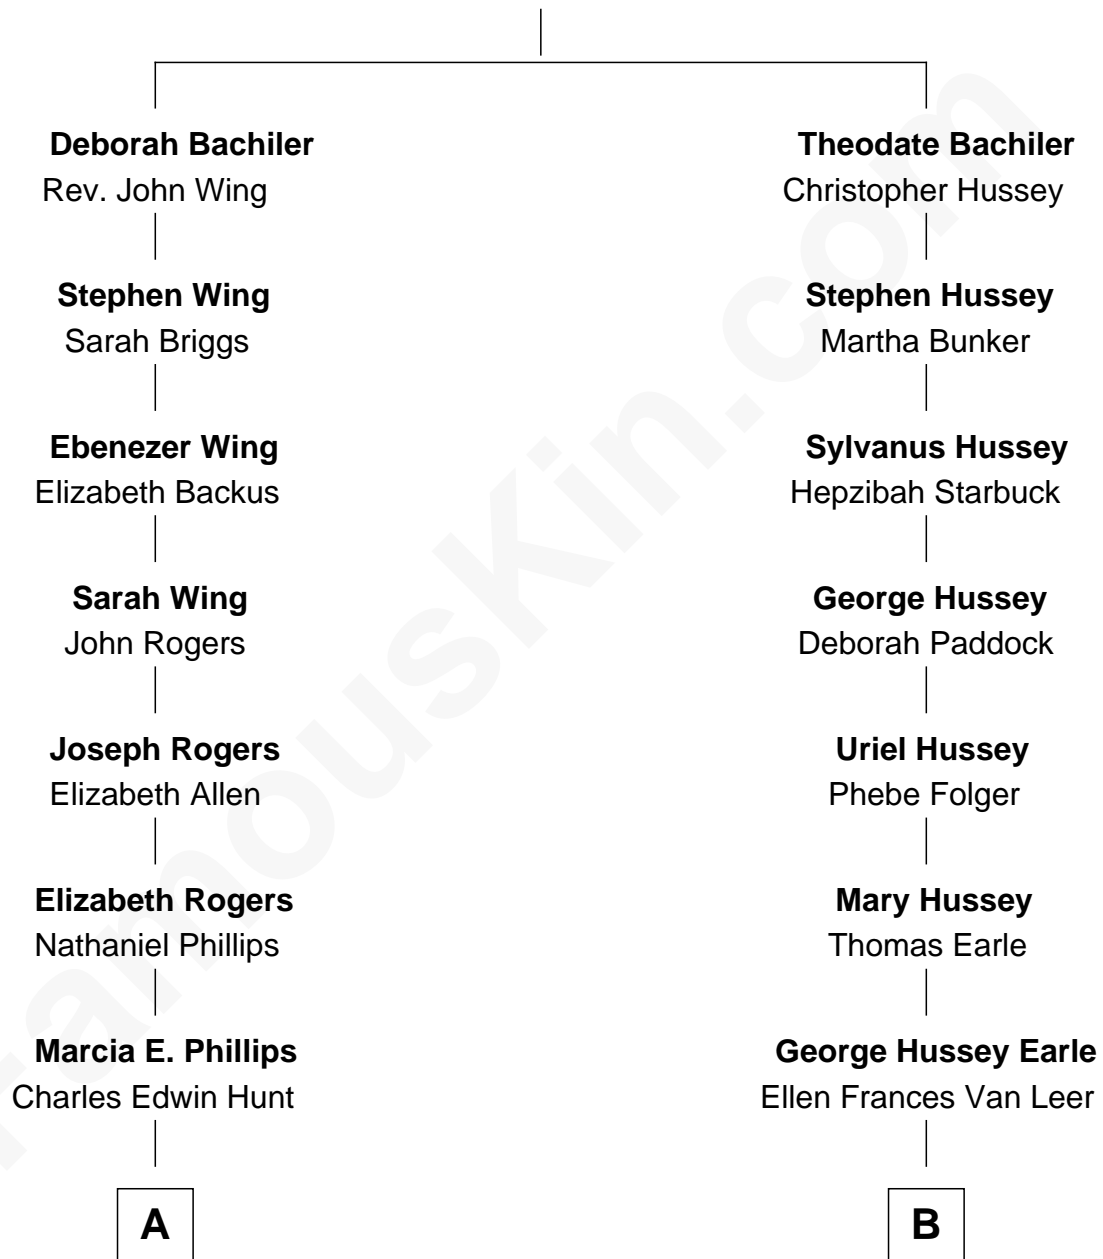 Deborah Bachiler
Rev. John Wing
Stephen Wing
Sarah Briggs
Ebenezer Wing
Elizabeth Backus
Sarah Wing
John Rogers
Joseph Rogers
Elizabeth Allen
Elizabeth Rogers
Nathaniel Phillips
Marcia E. Phillips
Charles Edwin Hunt
A
Theodate Bachiler
Christopher Hussey
Stephen Hussey
Martha Bunker
Sylvanus Hussey
Hepzibah Starbuck
George Hussey
Deborah Paddock
Uriel Hussey
Phebe Folger
Mary Hussey
Thomas Earle
George Hussey Earle
Ellen Frances Van Leer
B
FamousKin.com